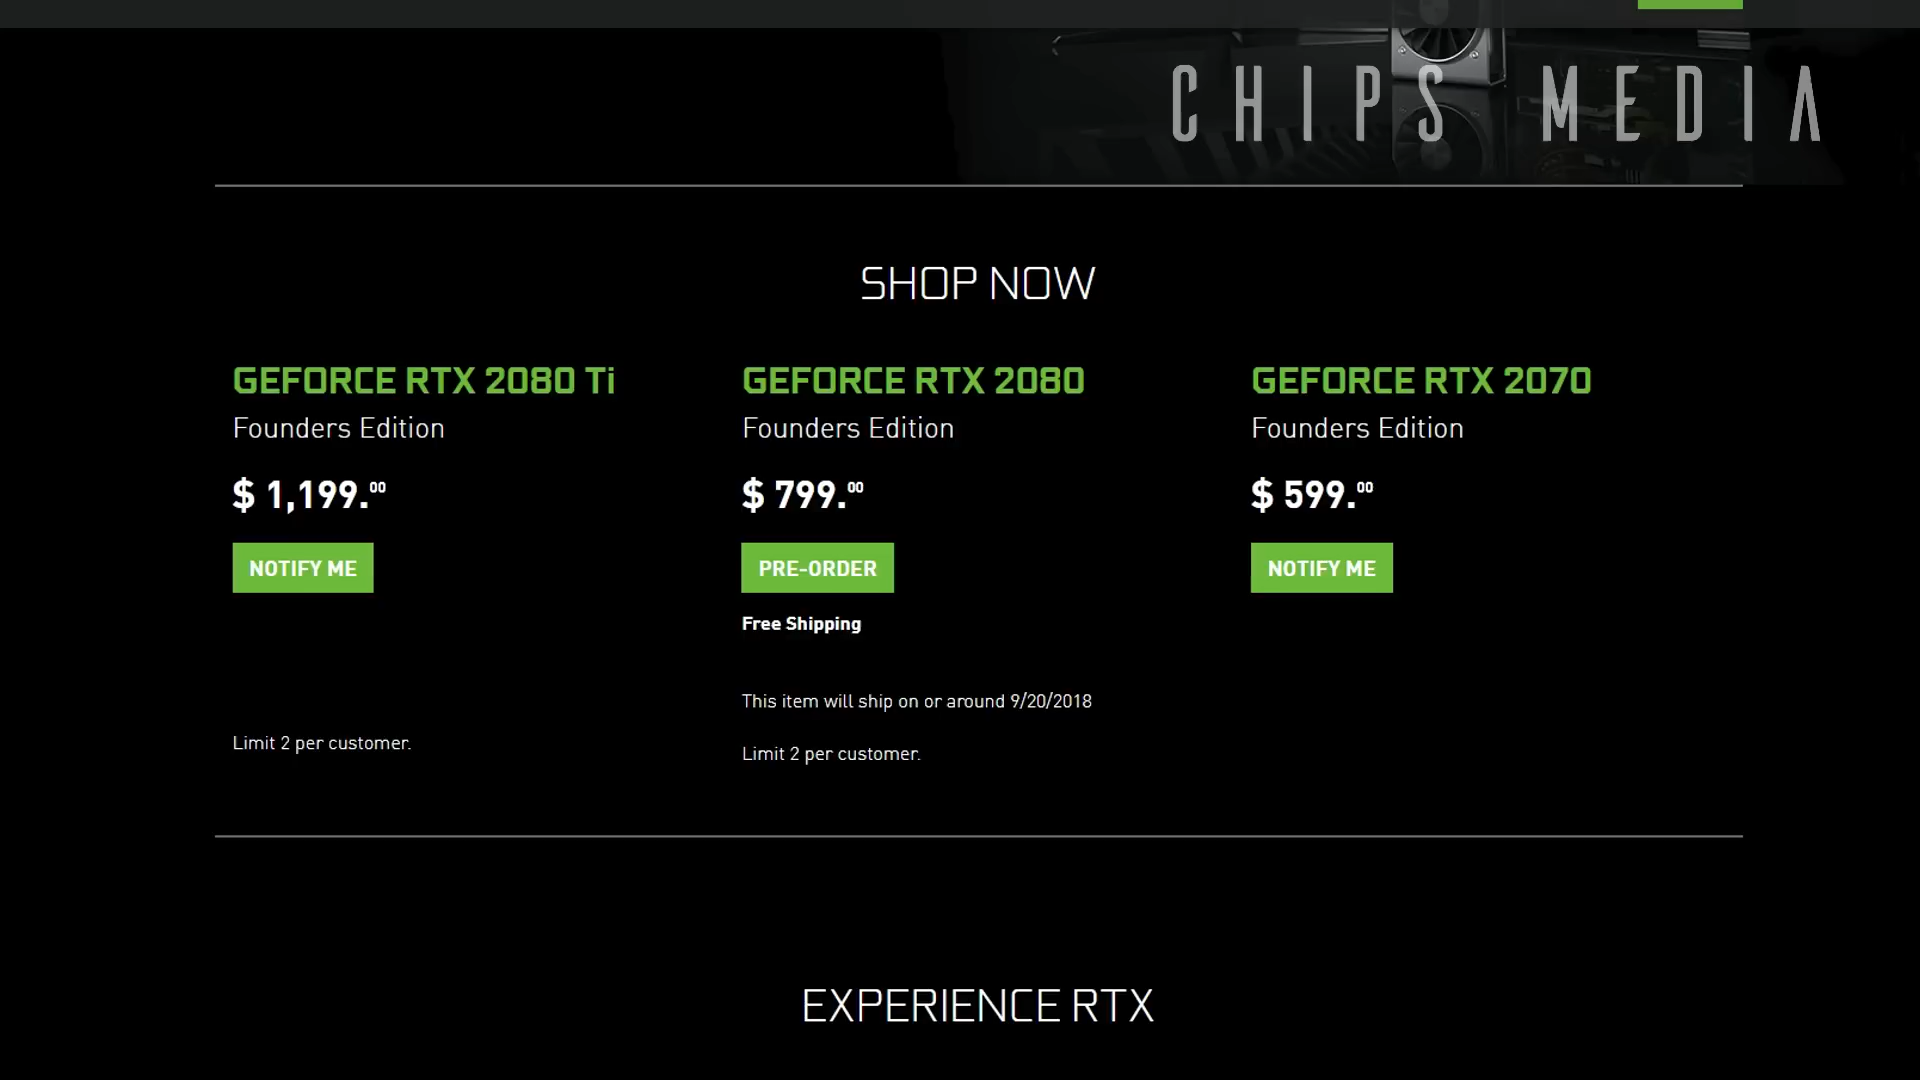 CHIPS MEDIA
SHOP NOW
GEFORCE RTX 2080 Ti
Founders Edition
$ 1,199.00
NOTIFY ME
Limit 2 per customer.
GEFORCE RTX 2080
Founders Edition
$ 799.00
PRE-ORDER
Free Shipping
This item will ship on or around 9/20/2018
Limit 2 per customer.
GEFORCE RTX 2070
Founders Edition
$ 599.00
NOTIFY ME
EXPERIENCE RTX